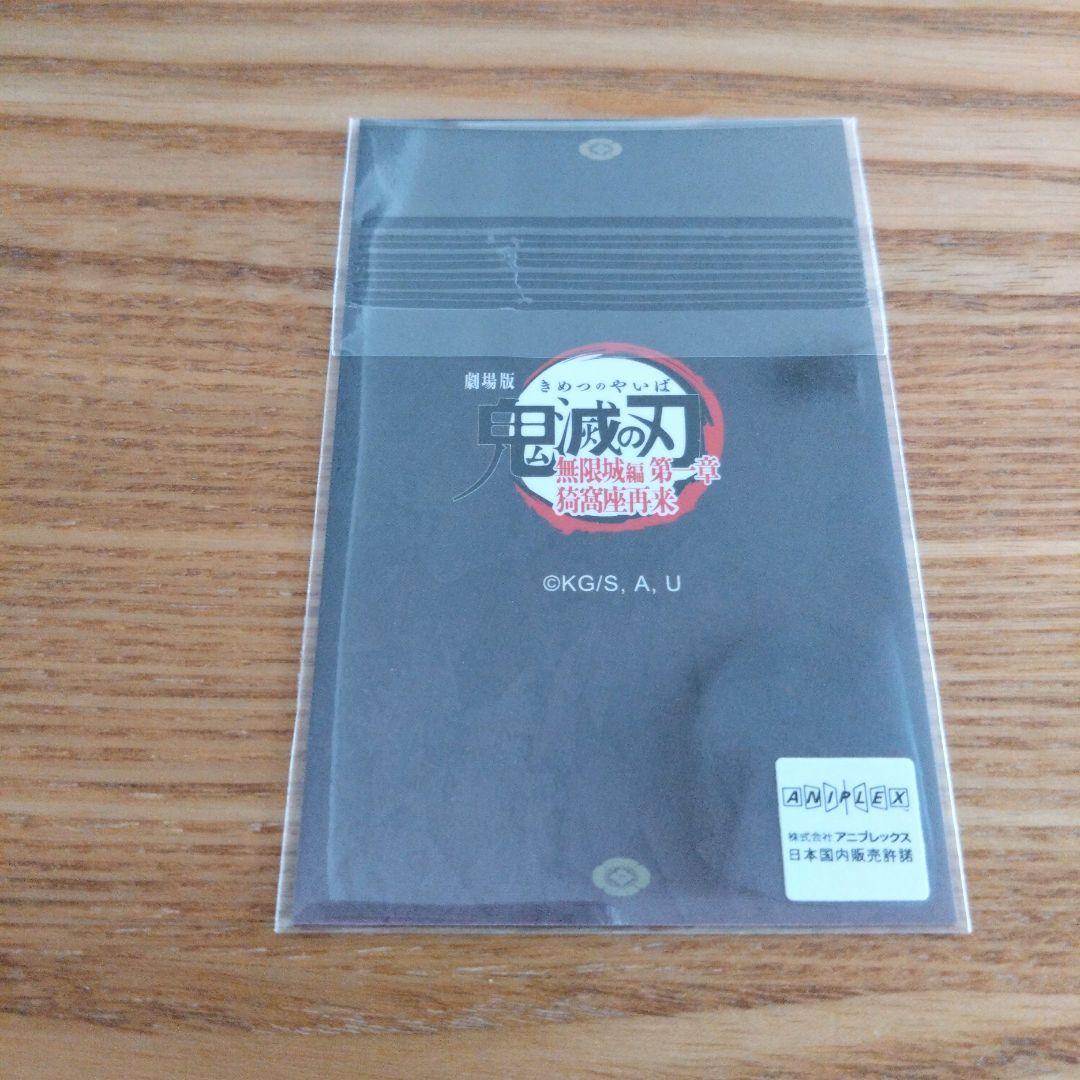 劇場版
きめつのやいば
鬼滅の刃
無限城編 第一章
猗窩座再来
©KG/S, A, U
ANIPLEX
株式会社 アニプレックス
日本国内販売許諾